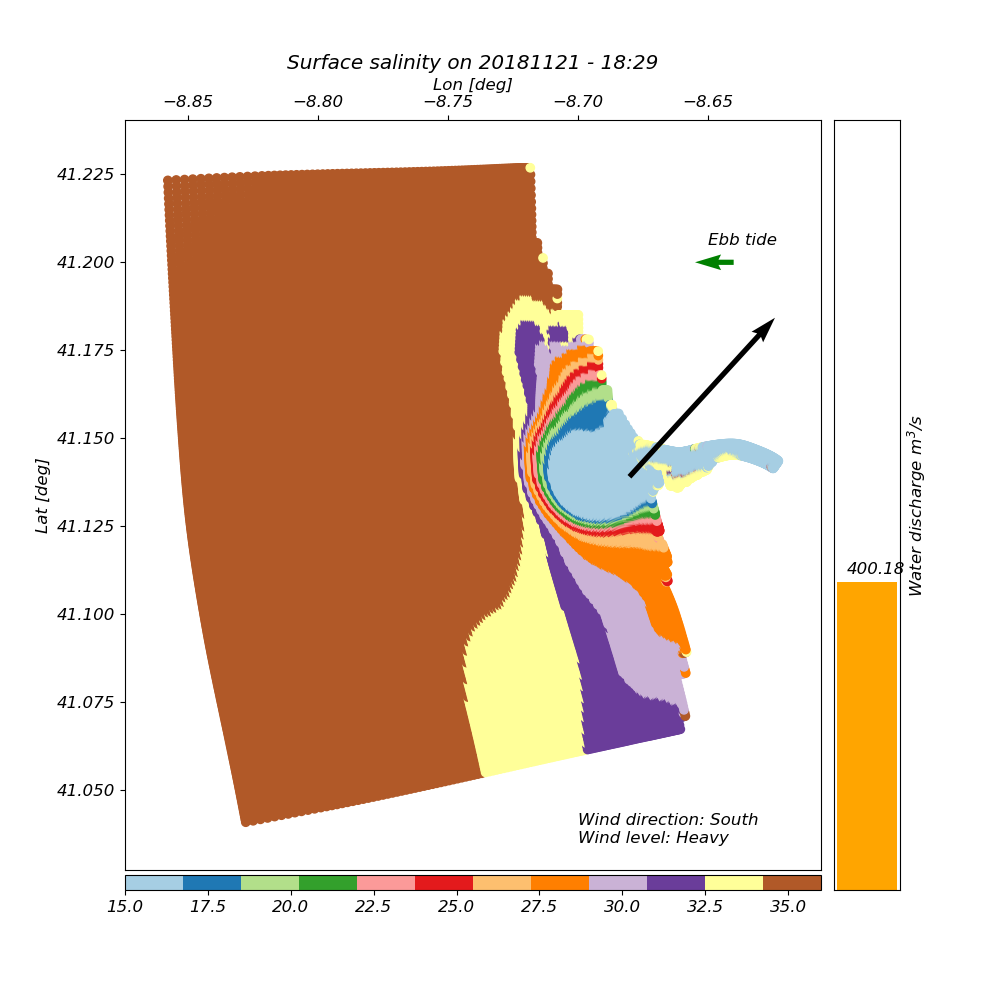 Surface salinity on 20181121 - 18:29
Lon [deg]
−8.85 −8.80 −8.75 −8.70 −8.65
41.225
41.200
41.175
41.150
41.125
41.100
41.075
41.050
Lat [deg]
Ebb tide
Wind direction: South
Wind level: Heavy
400.18
Water discharge m³/s
15.0 17.5 20.0 22.5 25.0 27.5 30.0 32.5 35.0